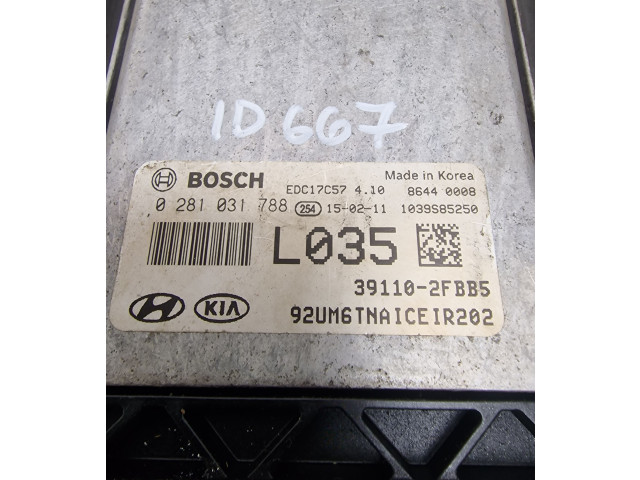 ID 667
BOSCH EDC17C57 4.10 Made in Korea
8644 0008
0 281 031 788 254 15-02-11 1039S85250
L035
39110-2FBB5
KIA 92UM6TNAICEIR202